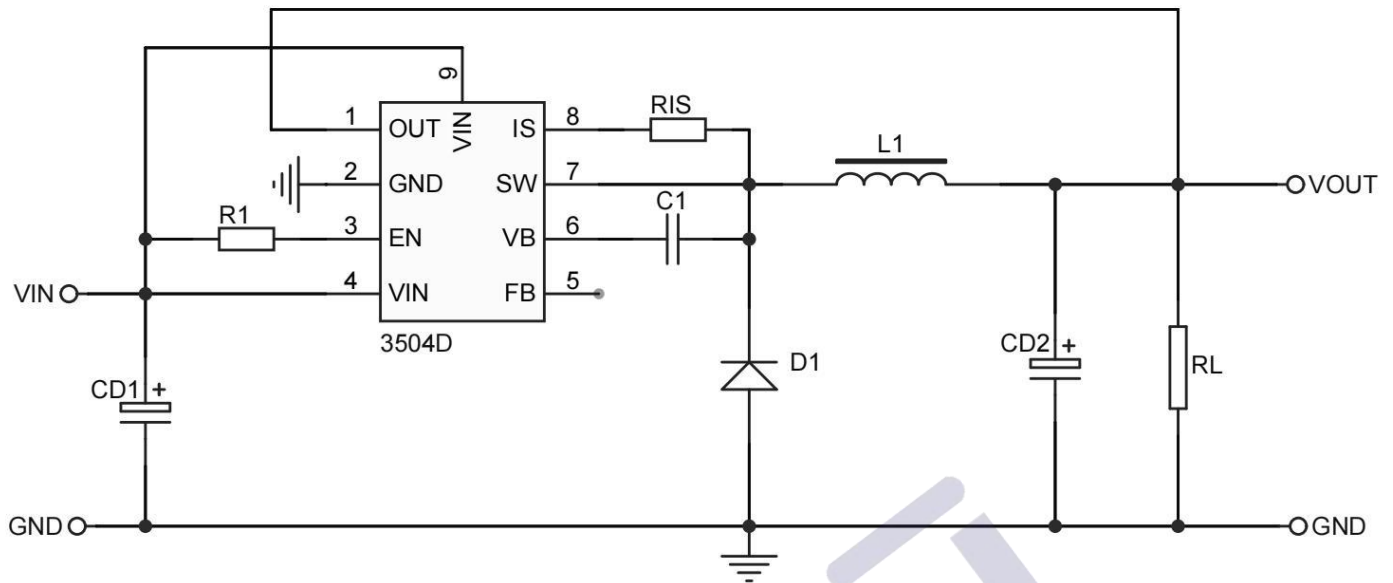 9
1 OUT VIN IS 8 RIS
L1
2 GND SW 7
VOUT
R1 3 EN VB 6 C1
VIN 4 VIN FB 5
3504D
CD1 +
D1
CD2 +
RL
GND
GND